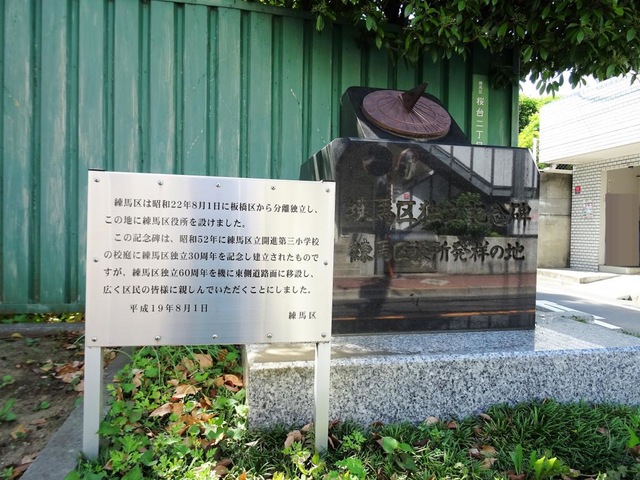 練馬区は昭和22年8月1日に板橋区から分離独立し、
この地に練馬区役所を設けました。
この記念碑は、昭和52年に練馬区立開進第三小学校
の校庭に練馬区独立30周年を記念し建立されたもので
すが、練馬区独立60周年を機に東側道路面に移設し、
広く区民の皆様に親しんでいただくことにしました。
平成19年8月1日
練馬区
練馬区独立記念碑
練馬区役所発祥の地
桜台二丁